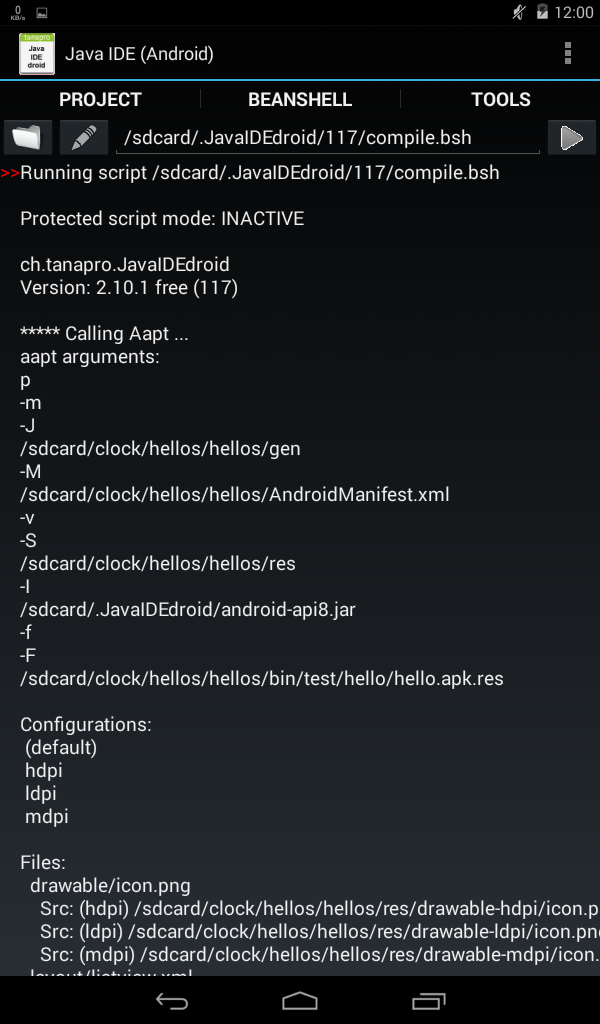 0
KB/s
12:00
tanapro
Java
IDE
droid
Java IDE (Android)
PROJECT
BEANSHELL
TOOLS
/sdcard/.JavaIDEdroid/117/compile.bsh
>>Running script /sdcard/.JavaIDEdroid/117/compile.bsh
Protected script mode: INACTIVE
ch.tanapro.JavaIDEdroid
Version: 2.10.1 free (117)
***** Calling Aapt ...
aapt arguments:
p
-m
-J
/sdcard/clock/hellos/hellos/gen
-M
/sdcard/clock/hellos/hellos/AndroidManifest.xml
-v
-S
/sdcard/clock/hellos/hellos/res
-I
/sdcard/.JavaIDEdroid/android-api8.jar
-f
-F
/sdcard/clock/hellos/hellos/bin/test/hello/hello.apk.res
Configurations:
(default)
hdpi
ldpi
mdpi
Files:
drawable/icon.png
Src: (hdpi) /sdcard/clock/hellos/hellos/res/drawable-hdpi/icon.p
Src: (ldpi) /sdcard/clock/hellos/hellos/res/drawable-ldpi/icon.png
Src: (mdpi) /sdcard/clock/hellos/hellos/res/drawable-mdpi/icon.
layout/listview.xml